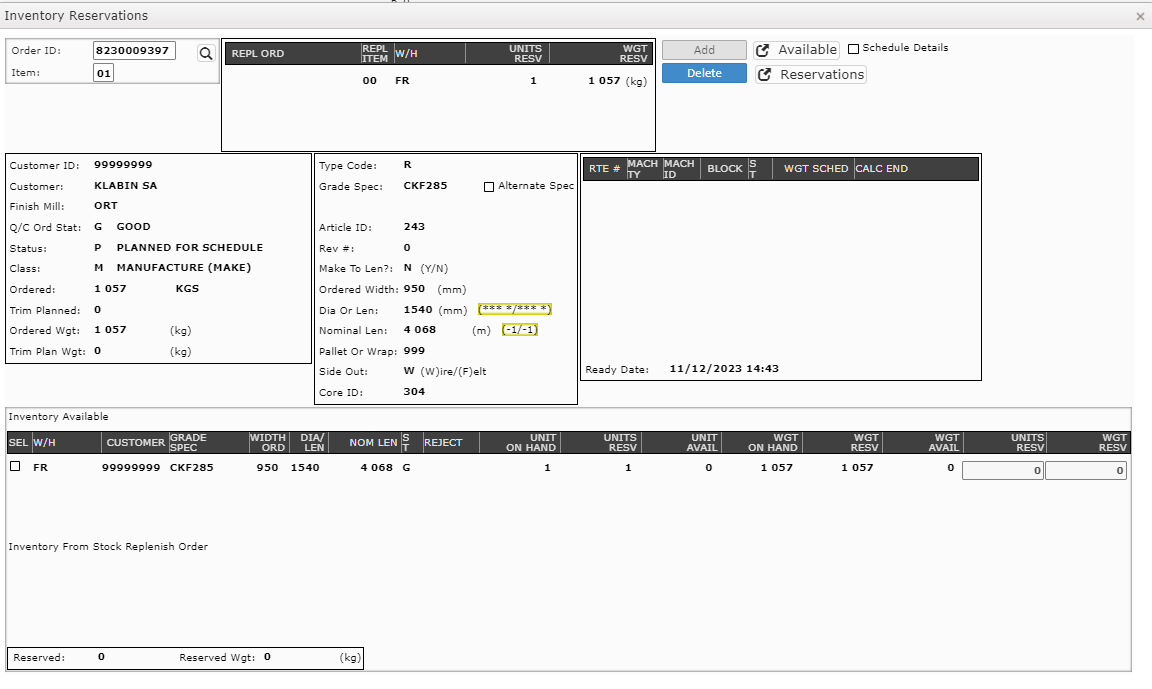 Inventory Reservations ×
Order ID: 8230009397
Item: 01
REPL ORD REPL ITEM W/H UNITS RESV WGT RESV
00 FR 1 1 057 (kg)
Add Available Schedule Details
Delete Reservations
Customer ID: 99999999
Customer: KLABIN SA
Finish Mill: ORT
Q/C Ord Stat: G GOOD
Status: P PLANNED FOR SCHEDULE
Class: M MANUFACTURE (MAKE)
Ordered: 1 057 KGS
Trim Planned: 0
Ordered Wgt: 1 057 (kg)
Trim Plan Wgt: 0 (kg)
Type Code: R
Grade Spec: CKF285 Alternate Spec
Article ID: 243
Rev #: 0
Make To Len?: N (Y/N)
Ordered Width: 950 (mm)
Dia Or Len: 1540 (mm) (*** */*** *)
Nominal Len: 4 068 (m) (-1/-1)
Pallet Or Wrap: 999
Side Out: W (W)ire/(F)elt
Core ID: 304
RTE # MACH TY MACH ID BLOCK S T WGT SCHED CALC END
Ready Date: 11/12/2023 14:43
Inventory Available
SEL W/H CUSTOMER GRADE SPEC WIDTH ORD DIA/ LEN NOM LEN S T REJECT UNIT ON HAND UNITS RESV UNIT AVAIL WGT ON HAND WGT RESV WGT AVAIL UNITS RESV WGT RESV
FR 99999999 CKF285 950 1540 4 068 G 1 1 0 1 057 1 057 0 0 0
Inventory From Stock Replenish Order
Reserved: 0 Reserved Wgt: 0 (kg)